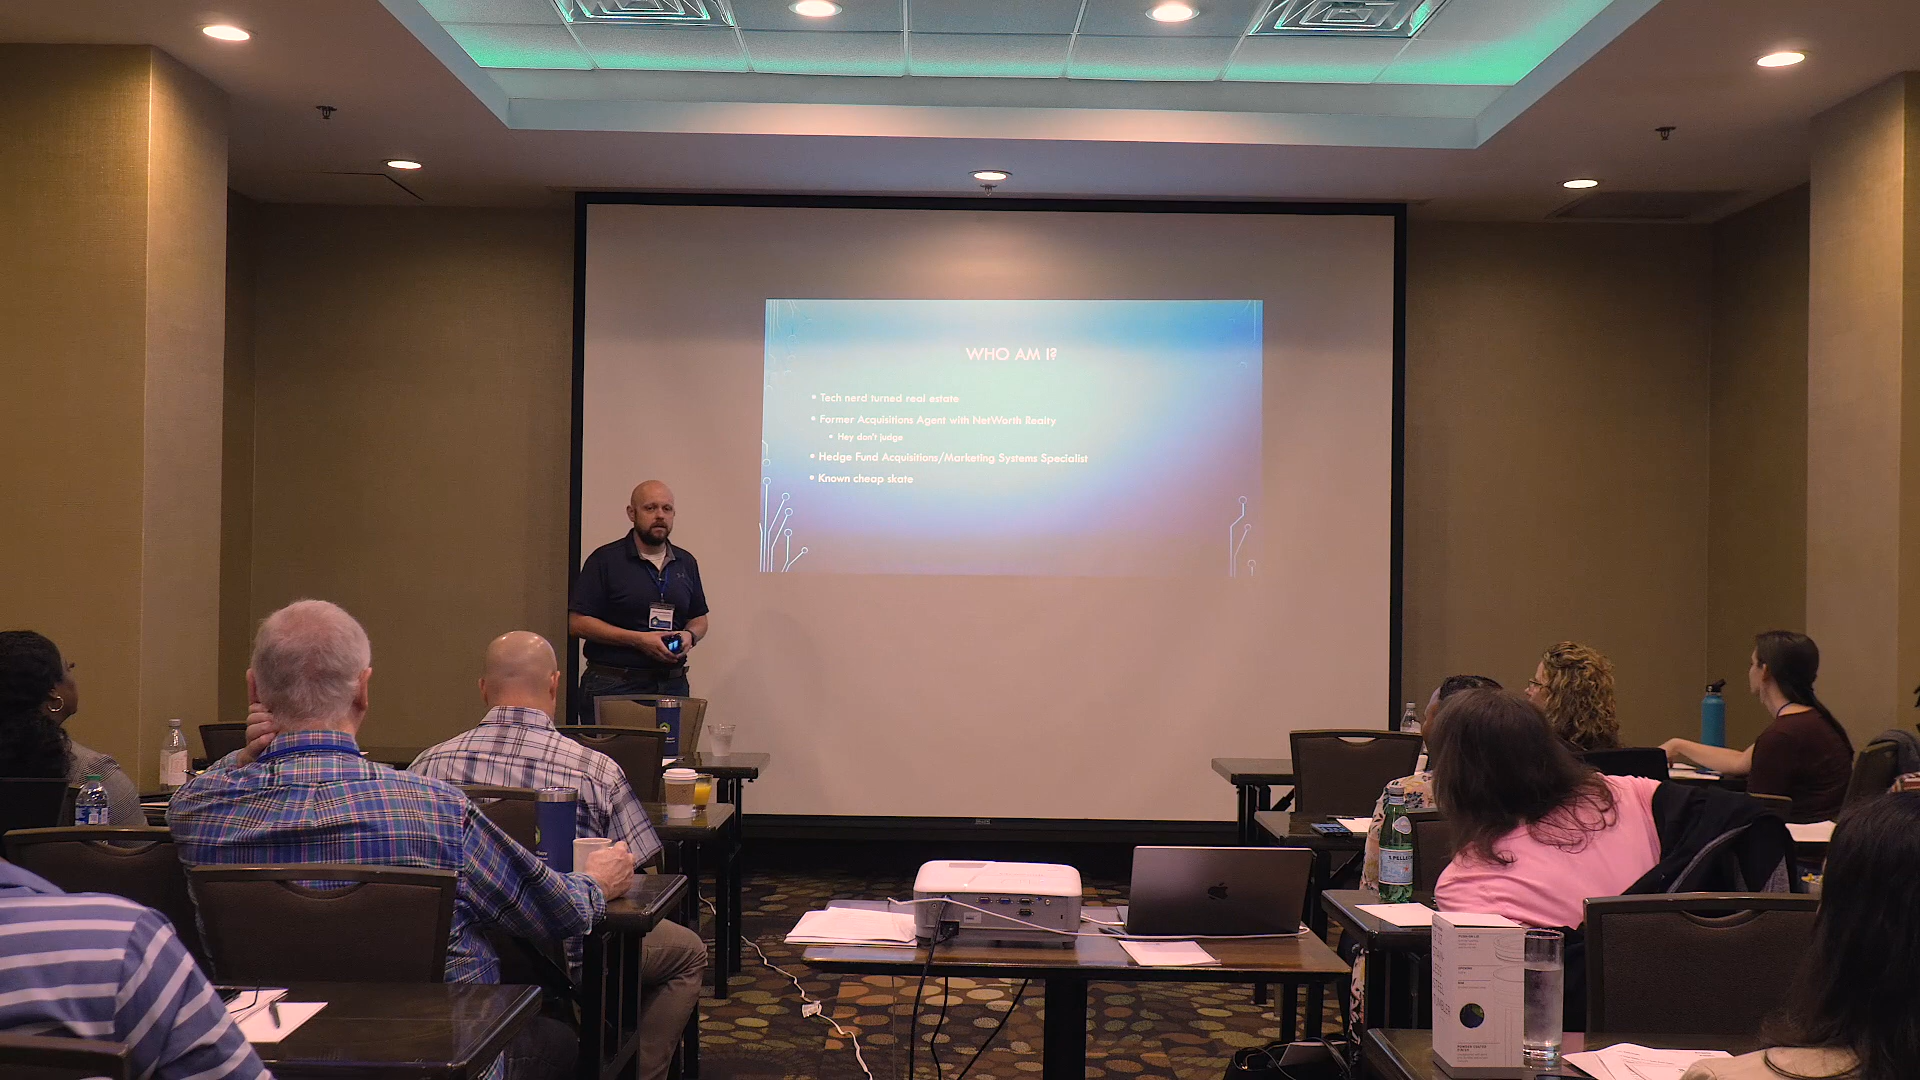 WHO AM I?
• Tech nerd turned real estate
• Former Acquisitions Agent with NetWorth Realty
• Hey don't judge
• Hedge Fund Acquisitions/Marketing Systems Specialist
• Known cheap skate
S.PELLEG